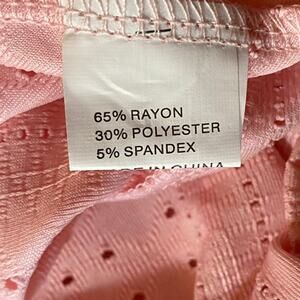 65% RAYON
30% POLYESTER
5% SPANDEX
IN CHINA